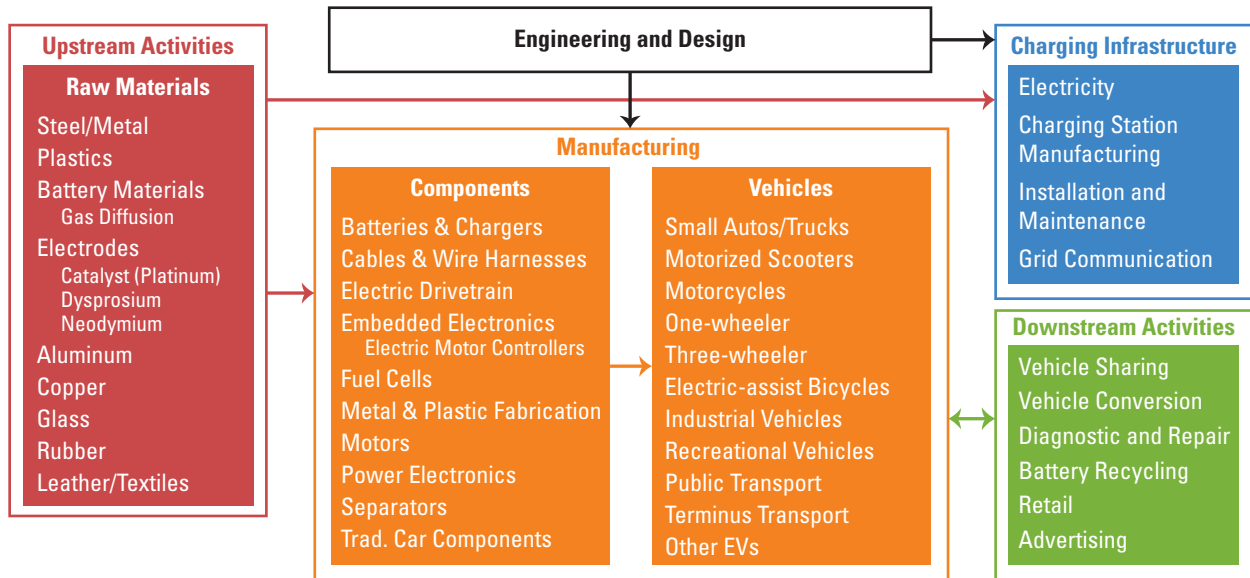 Engineering and Design
Upstream Activities
Raw Materials
Steel/Metal
Plastics
Battery Materials
Gas Diffusion
Electrodes
Catalyst (Platinum)
Dysprosium
Neodymium
Aluminum
Copper
Glass
Rubber
Leather/Textiles
Manufacturing
Components
Batteries & Chargers
Cables & Wire Harnesses
Electric Drivetrain
Embedded Electronics
Electric Motor Controllers
Fuel Cells
Metal & Plastic Fabrication
Motors
Power Electronics
Separators
Trad. Car Components
Vehicles
Small Autos/Trucks
Motorized Scooters
Motorcycles
One-wheeler
Three-wheeler
Electric-assist Bicycles
Industrial Vehicles
Recreational Vehicles
Public Transport
Terminus Transport
Other EVs
Charging Infrastructure
Electricity
Charging Station
Manufacturing
Installation and
Maintenance
Grid Communication
Downstream Activities
Vehicle Sharing
Vehicle Conversion
Diagnostic and Repair
Battery Recycling
Retail
Advertising